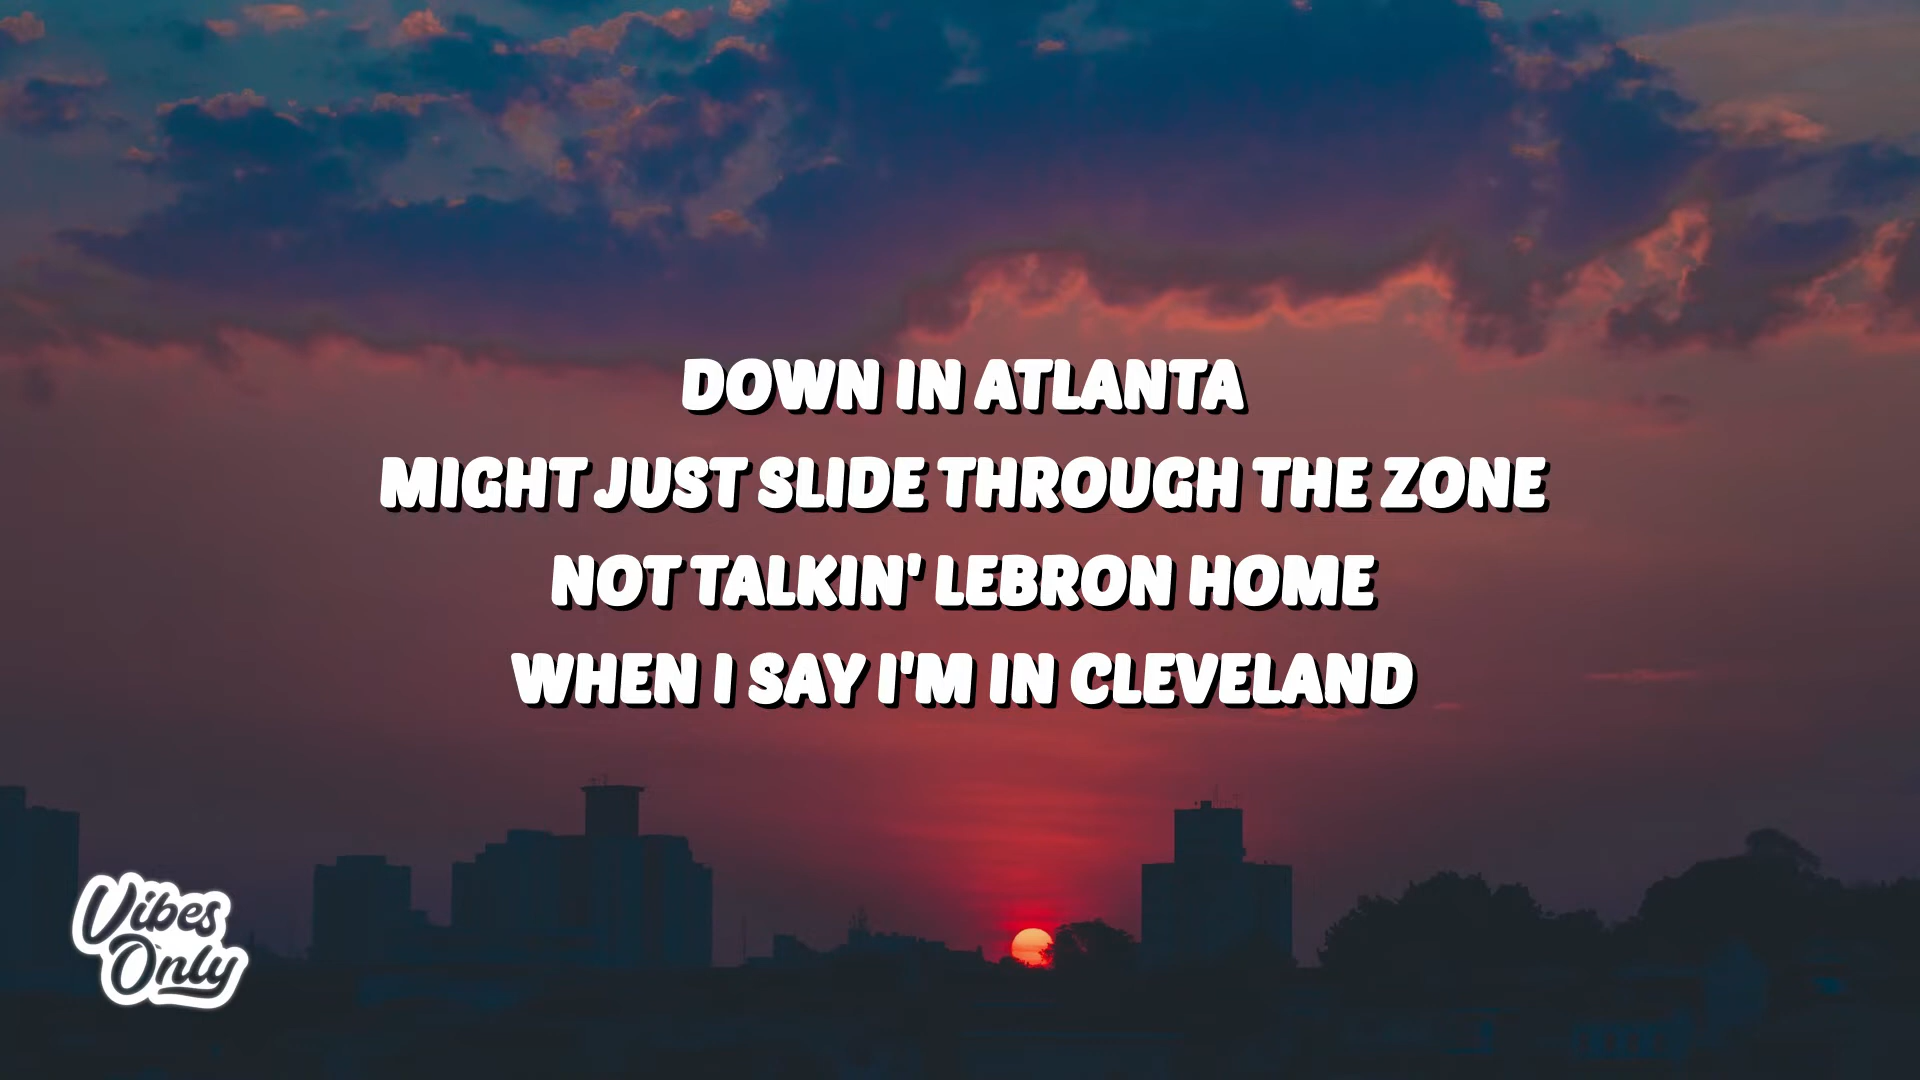 DOWN IN ATLANTA
MIGHT JUST SLIDE THROUGH THE ZONE
NOT TALKIN' LEBRON HOME
WHEN I SAY I'M IN CLEVELAND
Vibes
Only